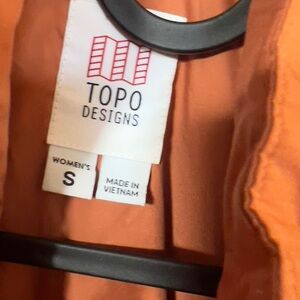 TOPO
DESIGNS
WOMEN'S
S
MADE IN
VIETNAM